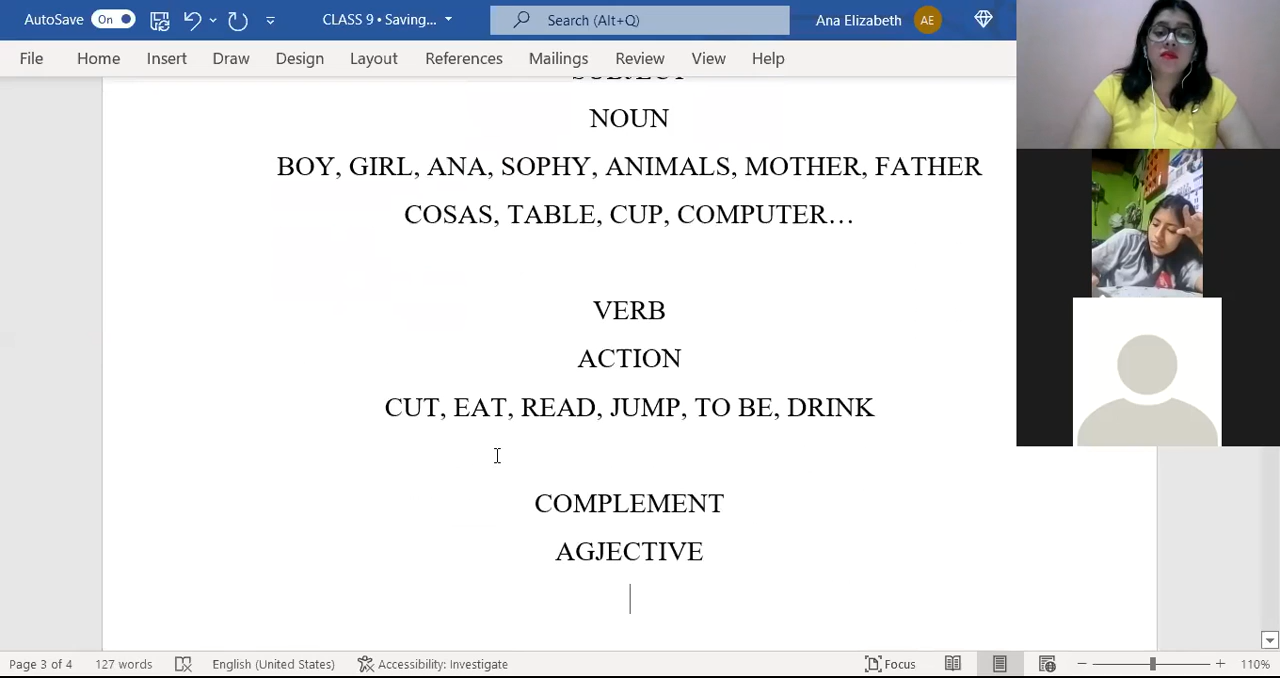 AutoSave On CLASS 9 • Saving... Search (Alt+Q) Ana Elizabeth AE
File Home Insert Draw Design Layout References Mailings Review View Help
SUBJECT
NOUN
BOY, GIRL, ANA, SOPHY, ANIMALS, MOTHER, FATHER
COSAS, TABLE, CUP, COMPUTER…
VERB
ACTION
CUT, EAT, READ, JUMP, TO BE, DRINK
COMPLEMENT
AGJECTIVE
Page 3 of 4 127 words English (United States) Accessibility: Investigate Focus 110%